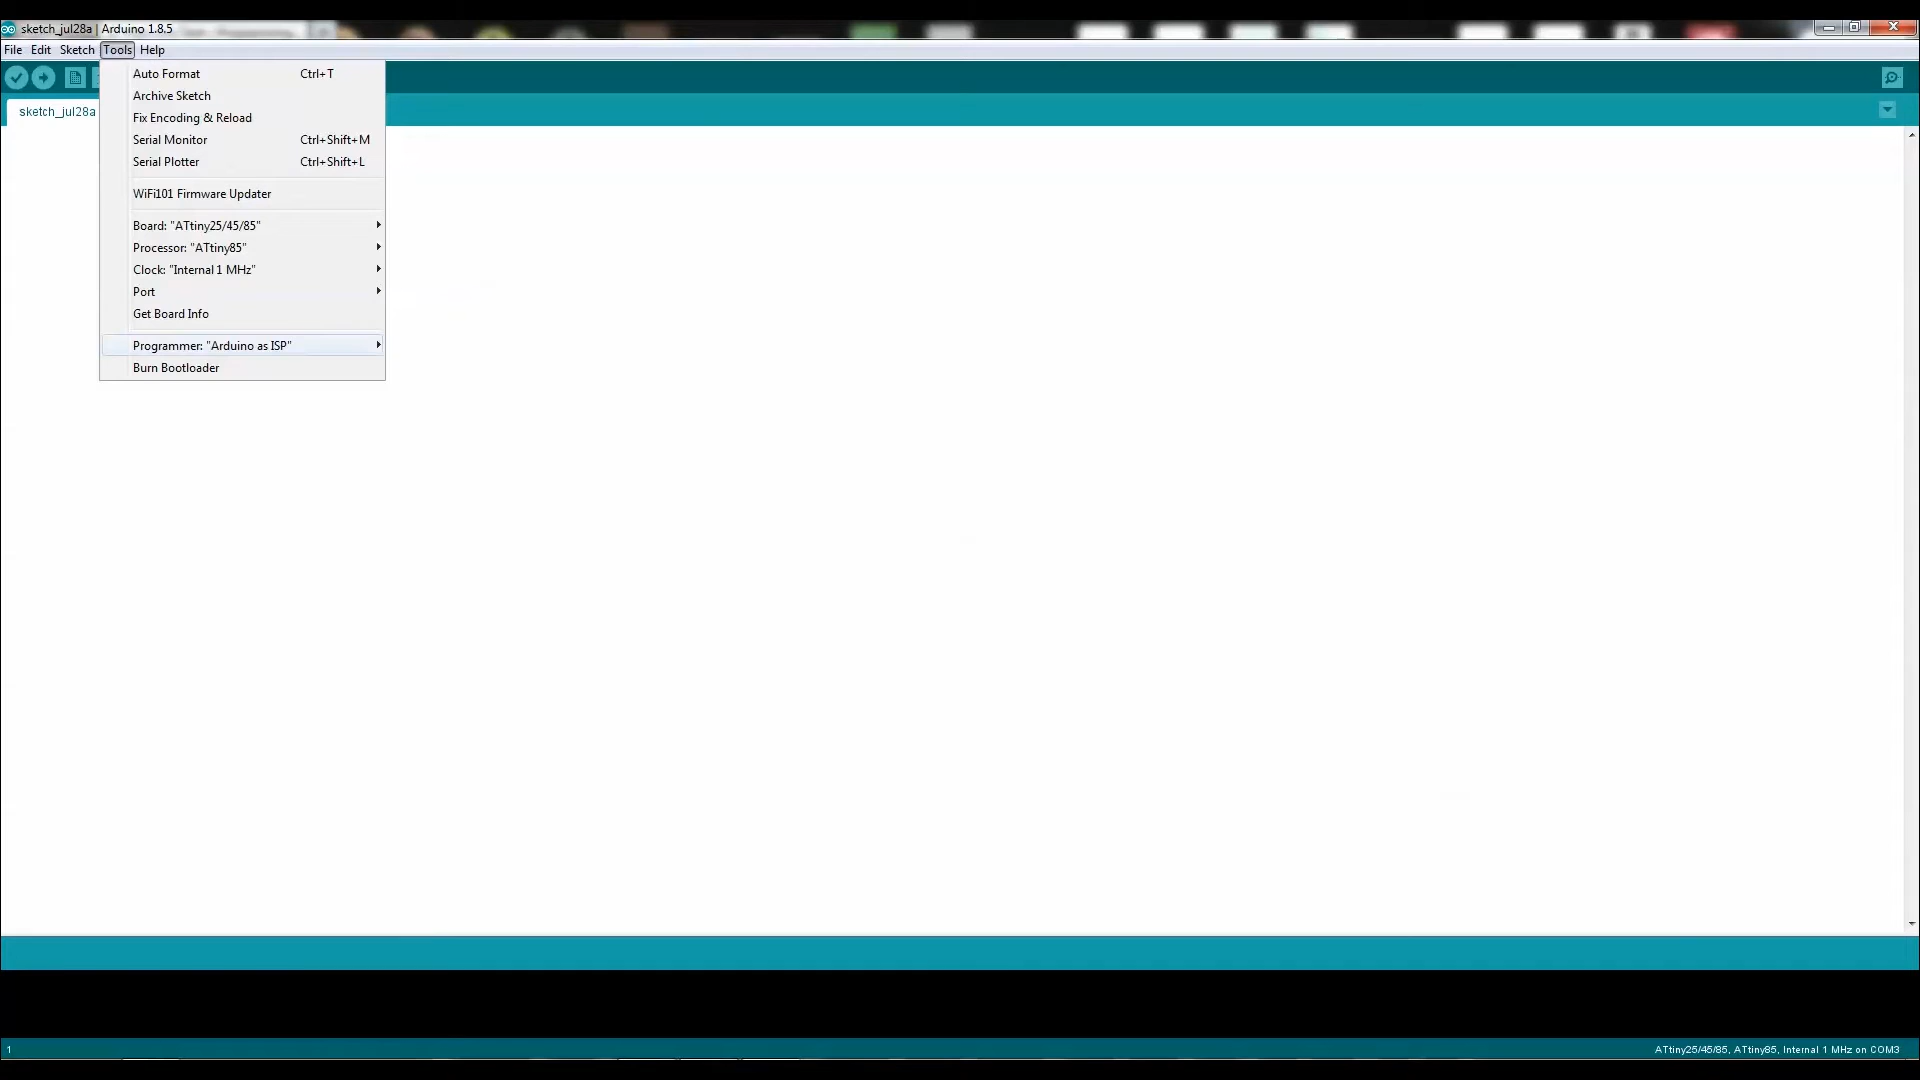 sketch_jul28a | Arduino 1.8.5
File Edit Sketch Tools Help
sketch_jul28a
Auto Format Ctrl+T
Archive Sketch
Fix Encoding & Reload
Serial Monitor Ctrl+Shift+M
Serial Plotter Ctrl+Shift+L
WiFi101 Firmware Updater
Board: "ATtiny25/45/85"
Processor: "ATtiny85"
Clock: "Internal 1 MHz"
Port
Get Board Info
Programmer: "Arduino as ISP"
Burn Bootloader
1 ATtiny25/45/85, ATtiny85, Internal 1 MHz on COM3